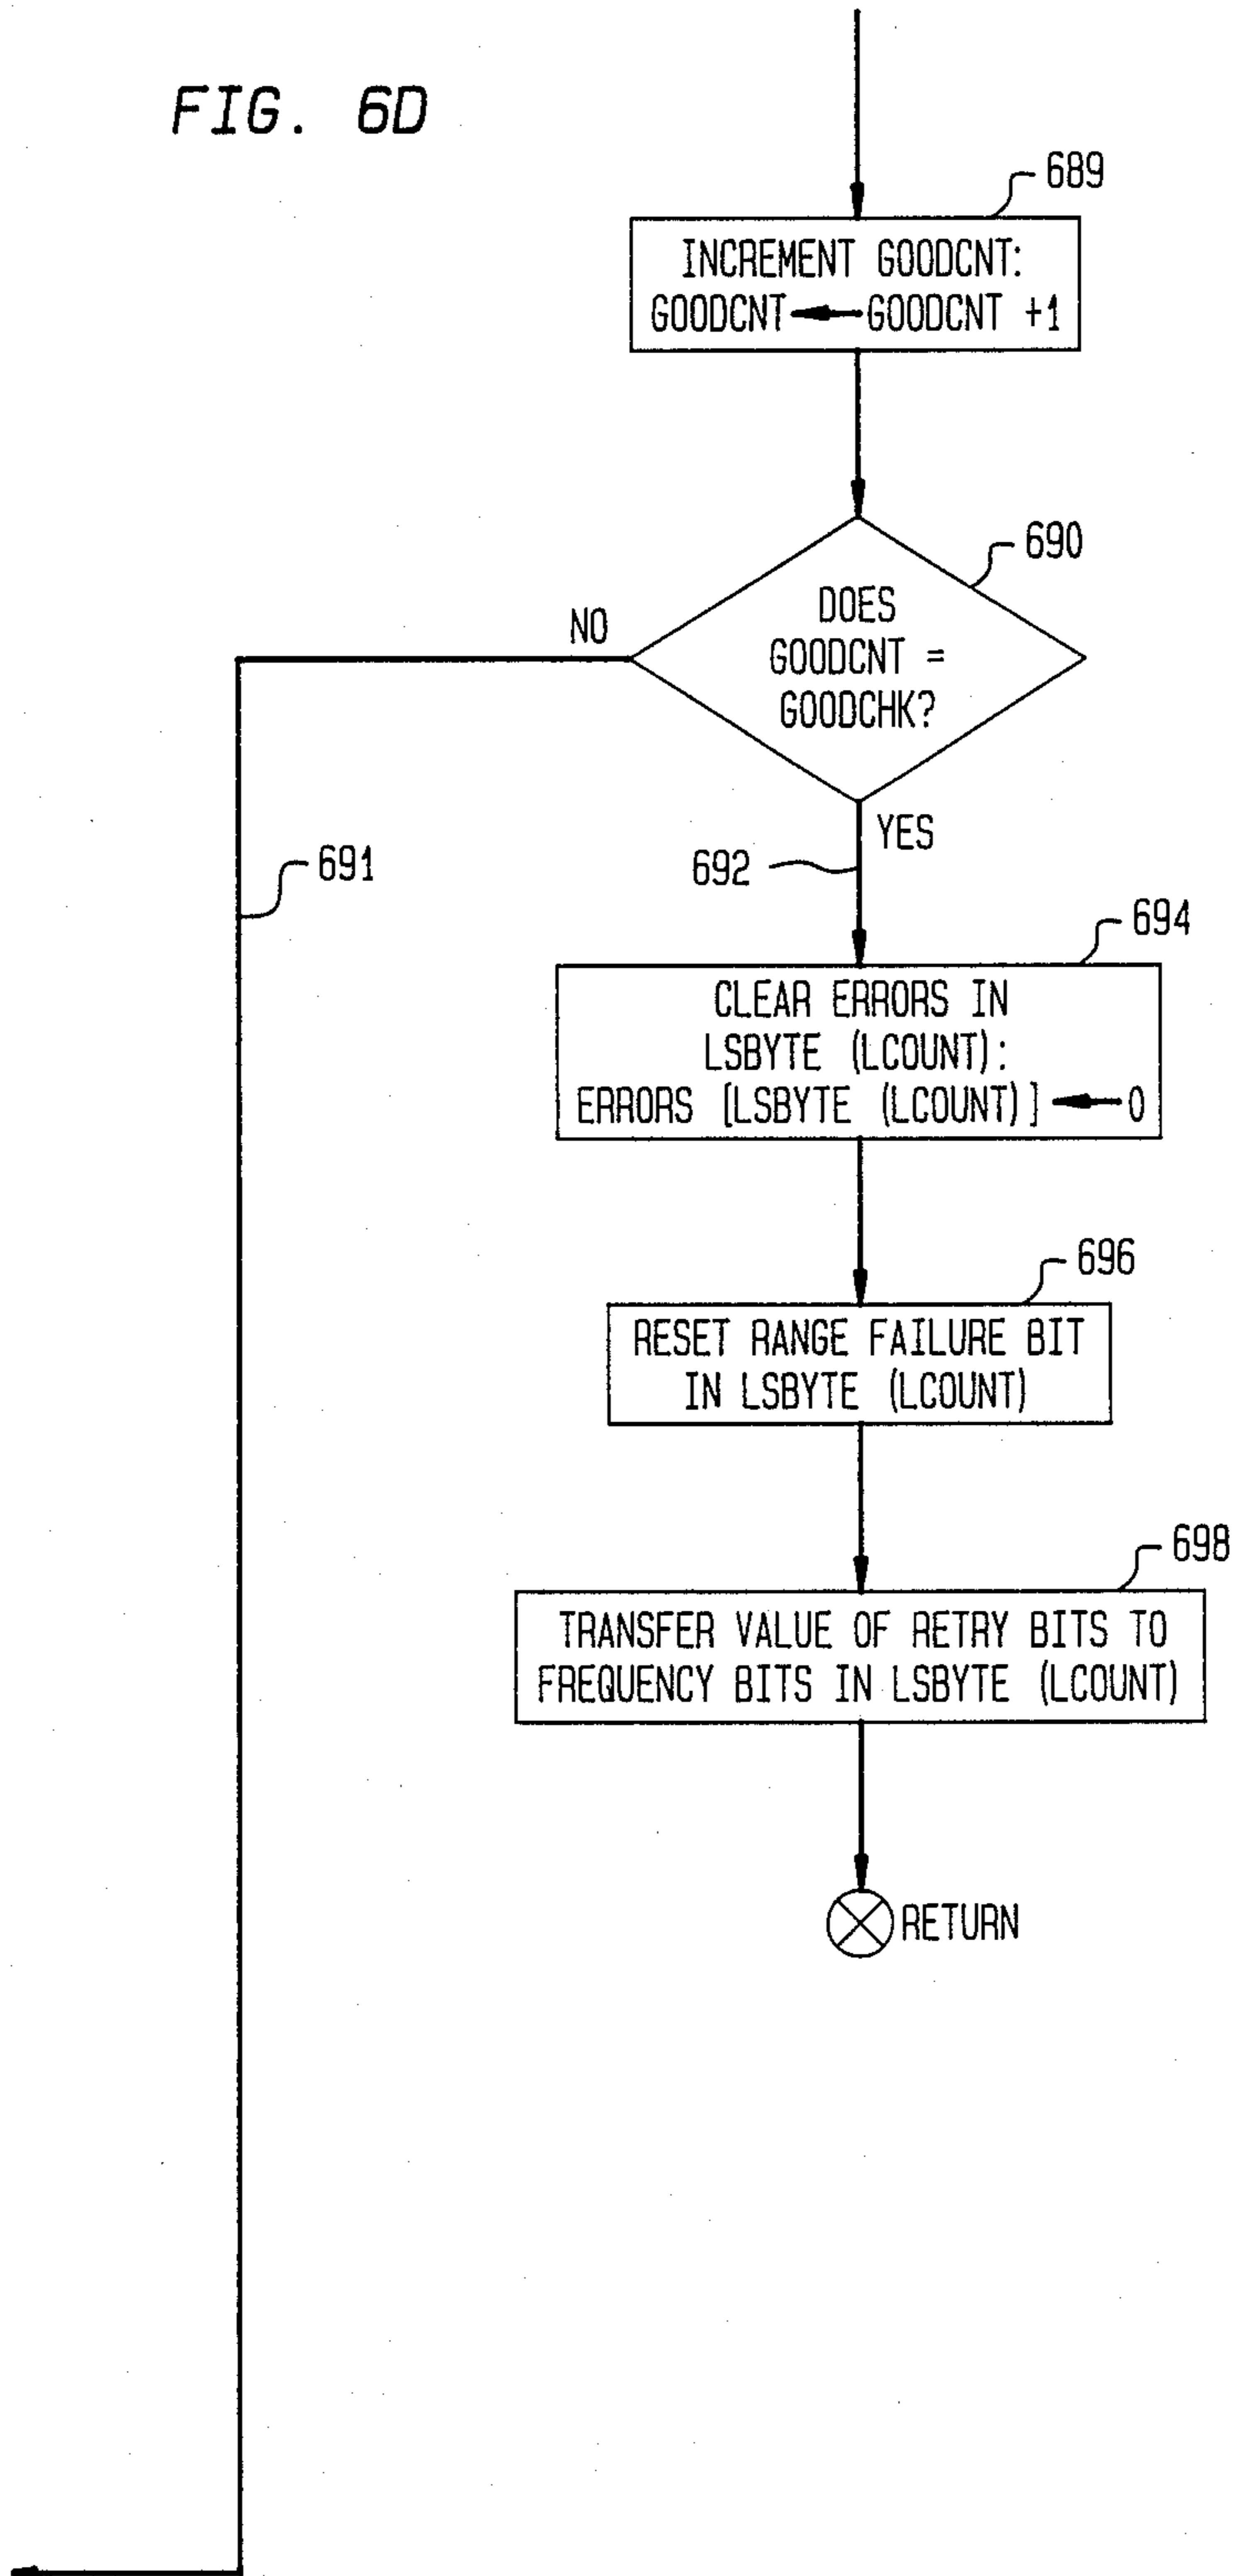 FIG. 6D
689
INCREMENT GOODCNT:
GOODCNT ← GOODCNT +1
690
DOES
GOODCNT =
GOODCHK?
NO
YES
691
692
694
CLEAR ERRORS IN
LSBYTE (LCOUNT):
ERRORS [LSBYTE (LCOUNT)] ← 0
696
RESET RANGE FAILURE BIT
IN LSBYTE (LCOUNT)
698
TRANSFER VALUE OF RETRY BITS TO
FREQUENCY BITS IN LSBYTE (LCOUNT)
RETURN